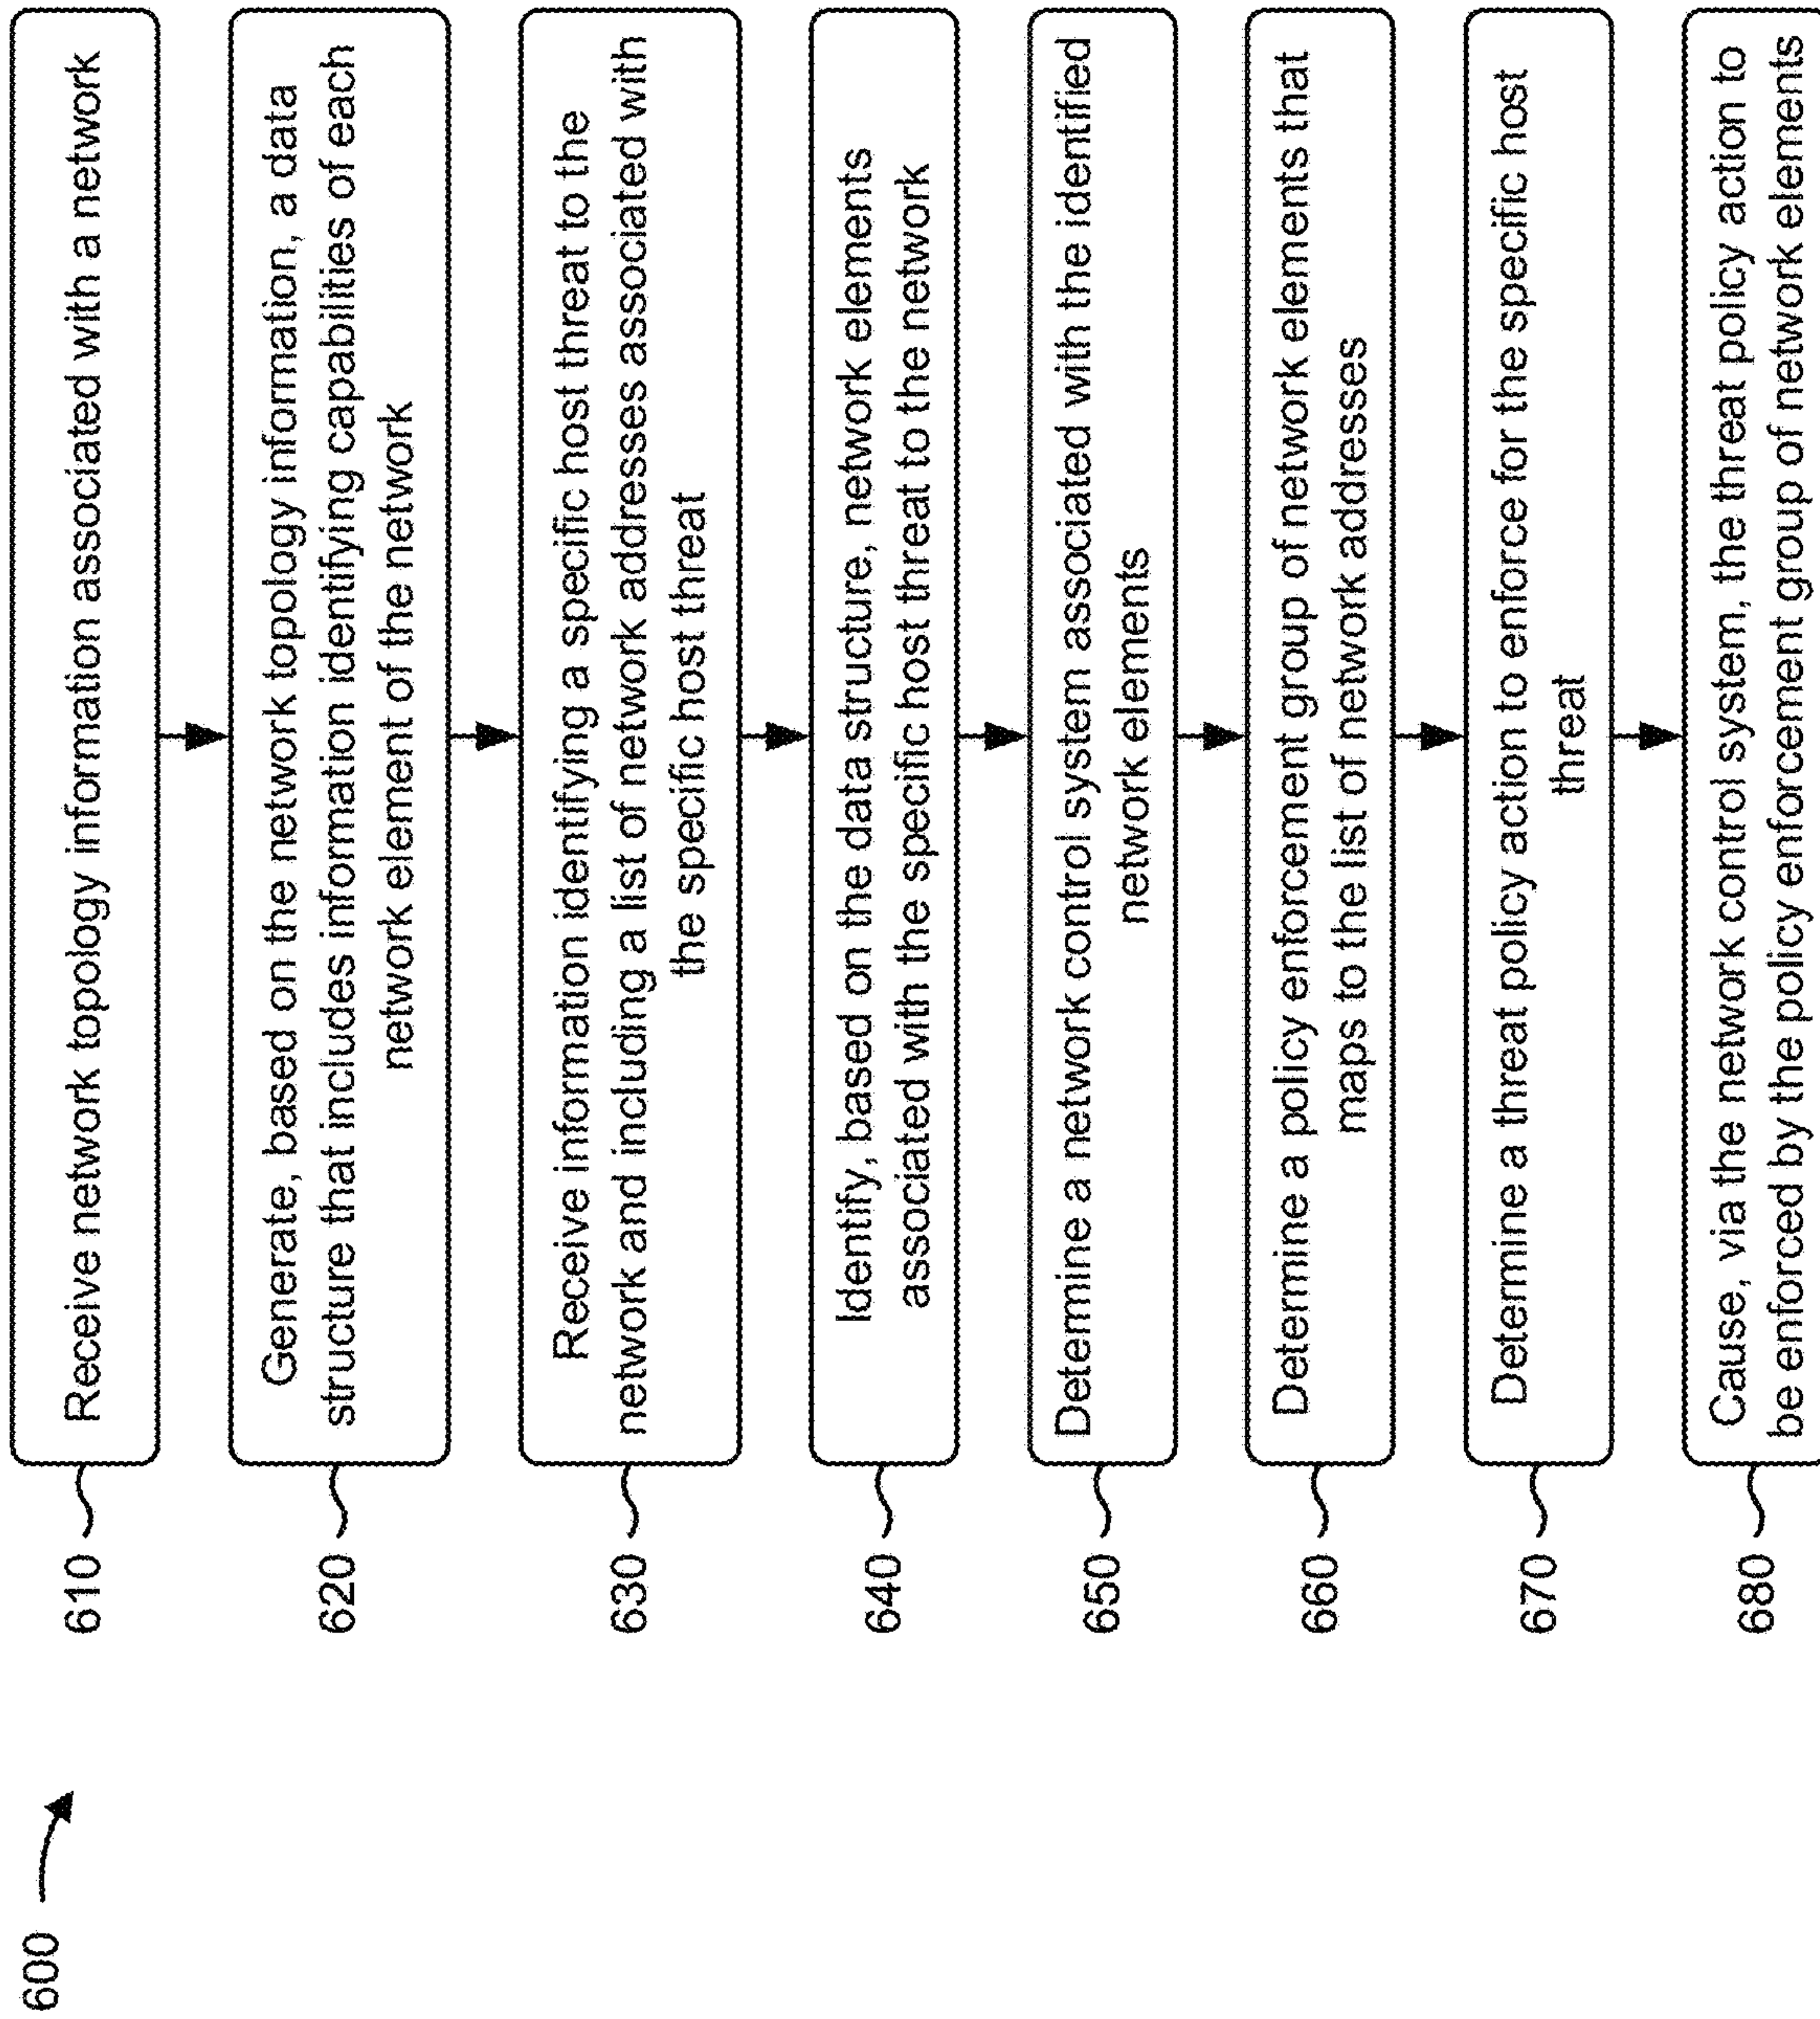 600
610
Receive network topology information associated with a network
620
Generate, based on the network topology information, a data
structure that includes information identifying capabilities of each
network element of the network
630
Receive information identifying a specific host threat to the
network and including a list of network addresses associated with
the specific host threat
640
Identify, based on the data structure, network elements
associated with the specific host threat to the network
650
Determine a network control system associated with the identified
network elements
660
Determine a policy enforcement group of network elements that
maps to the list of network addresses
670
Determine a threat policy action to enforce for the specific host
threat
680
Cause, via the network control system, the threat policy action to
be enforced by the policy enforcement group of network elements